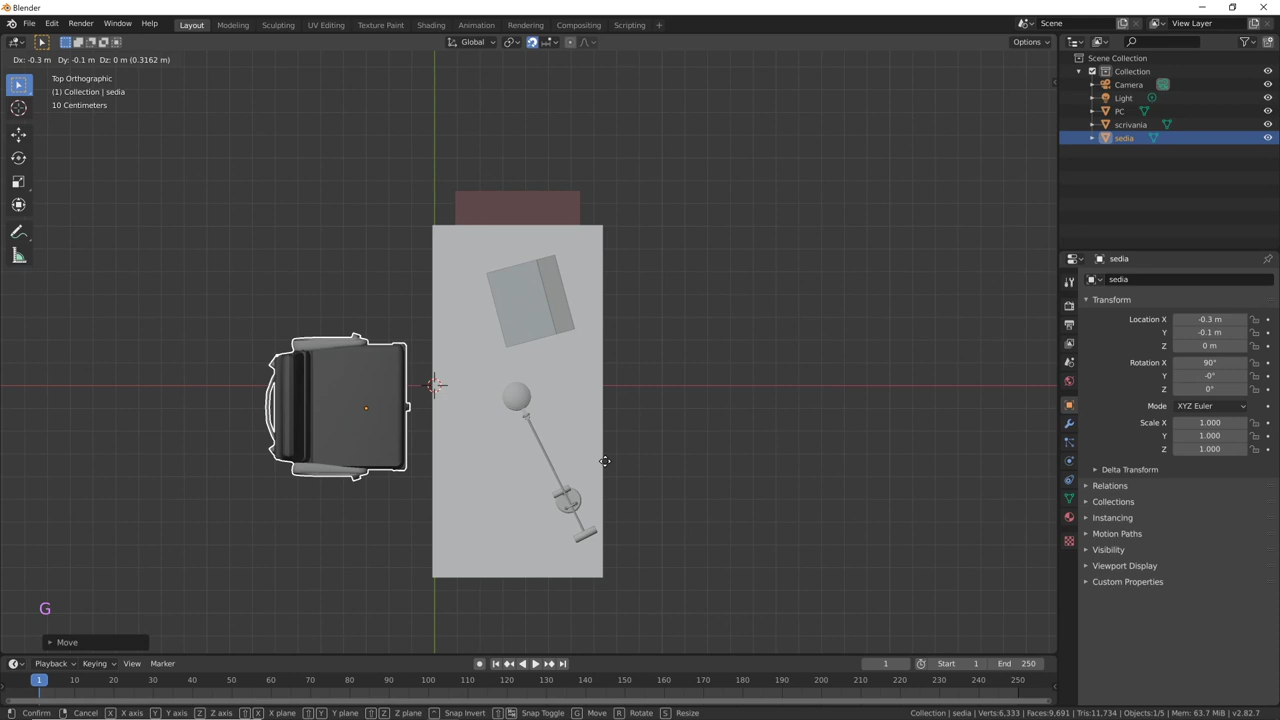 Blender
File Edit Render Window Help Layout Modeling Sculpting UV Editing Texture Paint Shading Animation Rendering Compositing Scripting + Scene View Layer
Global Options
Dx: -0.3 m Dy: -0.1 m Dz: 0 m (0.3162 m)
Top Orthographic
(1) Collection | sedia
10 Centimeters
Scene Collection
Collection
Camera
Light
PC
scrivania
sedia
sedia
sedia
Transform
Location X -0.3 m
Y -0.1 m
Z 0 m
Rotation X 90°
Y -0°
Z 0°
Mode XYZ Euler
Scale X 1.000
Y 1.000
Z 1.000
Delta Transform
Relations
Collections
Instancing
Motion Paths
Visibility
Viewport Display
Custom Properties
G
Move
Playback Keying View Marker 1 Start 1 End 250
1 10 20 30 40 50 60 70 80 90 100 110 120 130 140 150 160 170 180 190 200 210 220 230 240 250
Confirm Cancel X X axis Y Y axis Z Z axis X X plane Y Y plane Z Z plane Snap Invert Snap Toggle G Move R Rotate S Resize Collection | sedia | Verts:6,333 | Faces:9,691 | Tris:11,734 | Objects:1/5 | Mem: 63.7 MiB | v2.82.7